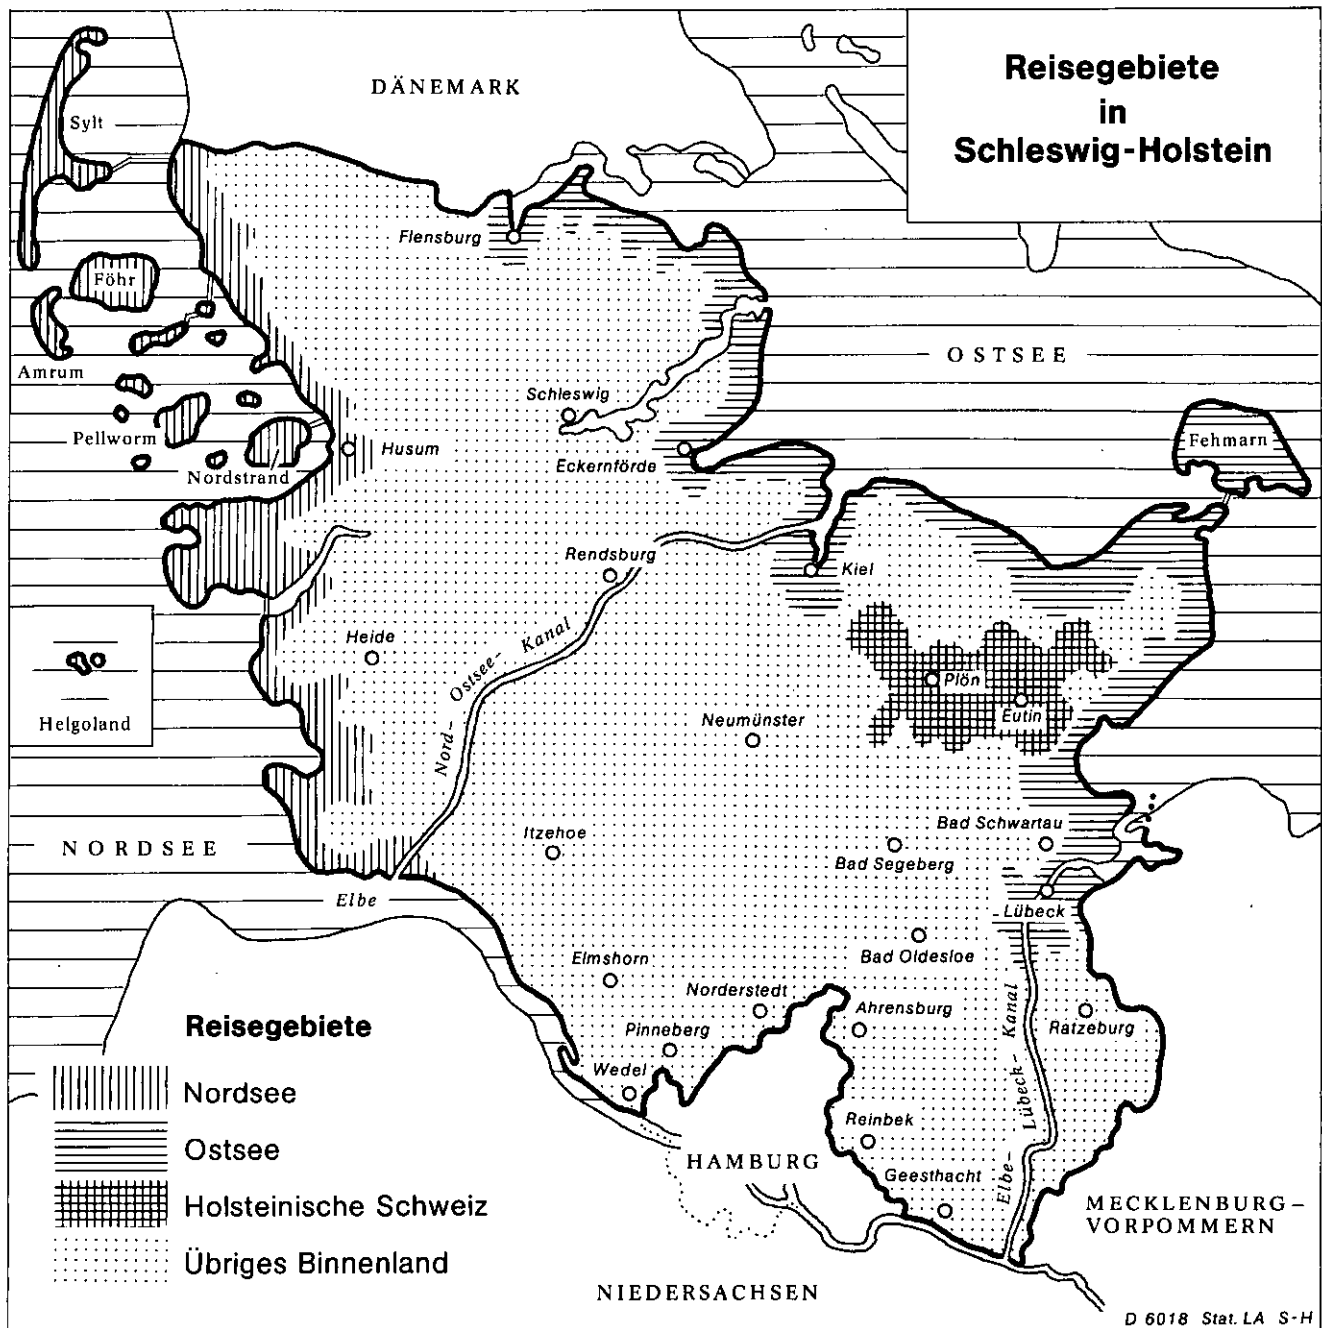 Reisegebiete
in
Schleswig-Holstein
DÄNEMARK
Sylt
Flensburg
Föhr
Amrum
OSTSEE
Schleswig
Pellworm
Husum
Eckernförde
Fehmarn
Nordstrand
Rendsburg
Kiel
Heide
Nord-Ostsee-Kanal
Plön
Helgoland
Neumünster
Eutin
NORDSEE
Itzehoe
Bad Schwartau
Bad Segeberg
Elbe
Lübeck
Elmshorn
Bad Oldesloe
Norderstedt
Ahrensburg
Ratzeburg
Pinneberg
Wedel
Elbe-Lübeck-Kanal
Reinbek
HAMBURG
Geesthacht
MECKLENBURG-
VORPOMMERN
NIEDERSACHSEN
Reisegebiete
Nordsee
Ostsee
Holsteinische Schweiz
Übriges Binnenland
D 6018 Stat. LA S-H